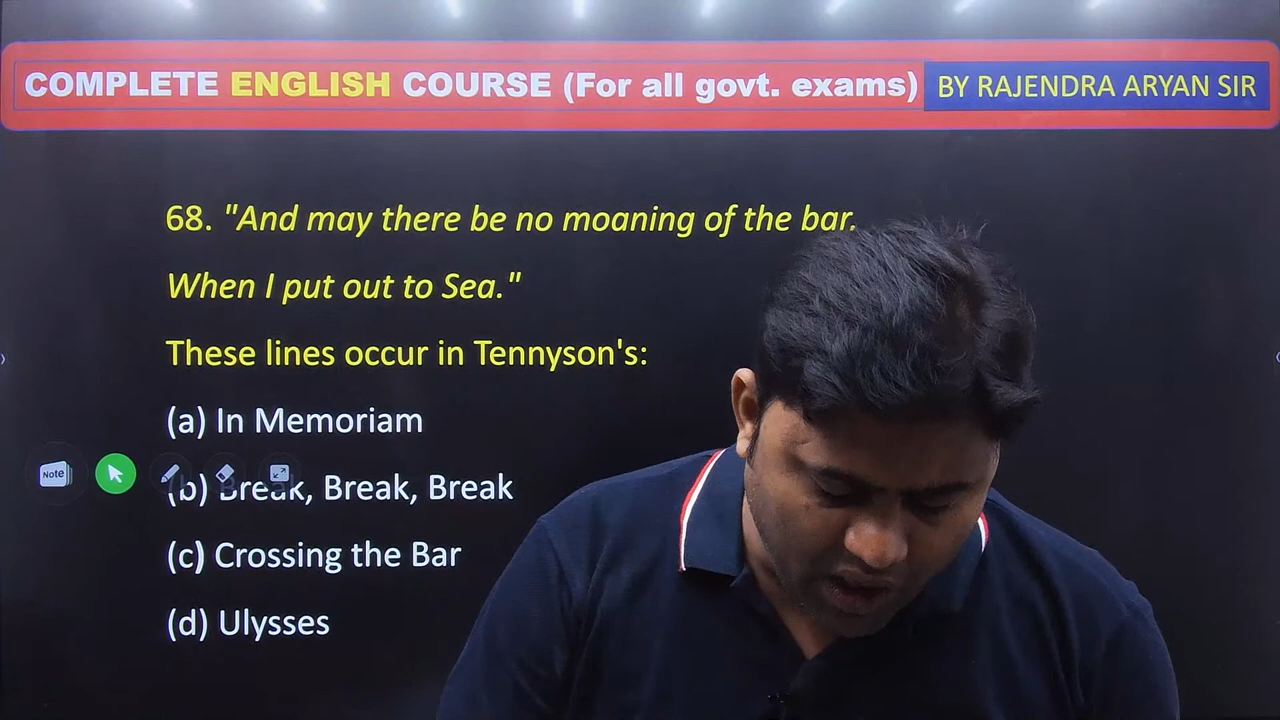 COMPLETE ENGLISH COURSE (For all govt. exams) BY RAJENDRA ARYAN SIR
68. "And may there be no moaning of the bar.
When I put out to Sea."
These lines occur in Tennyson's:
(a) In Memoriam
Note
(b) Break, Break, Break
(c) Crossing the Bar
(d) Ulysses